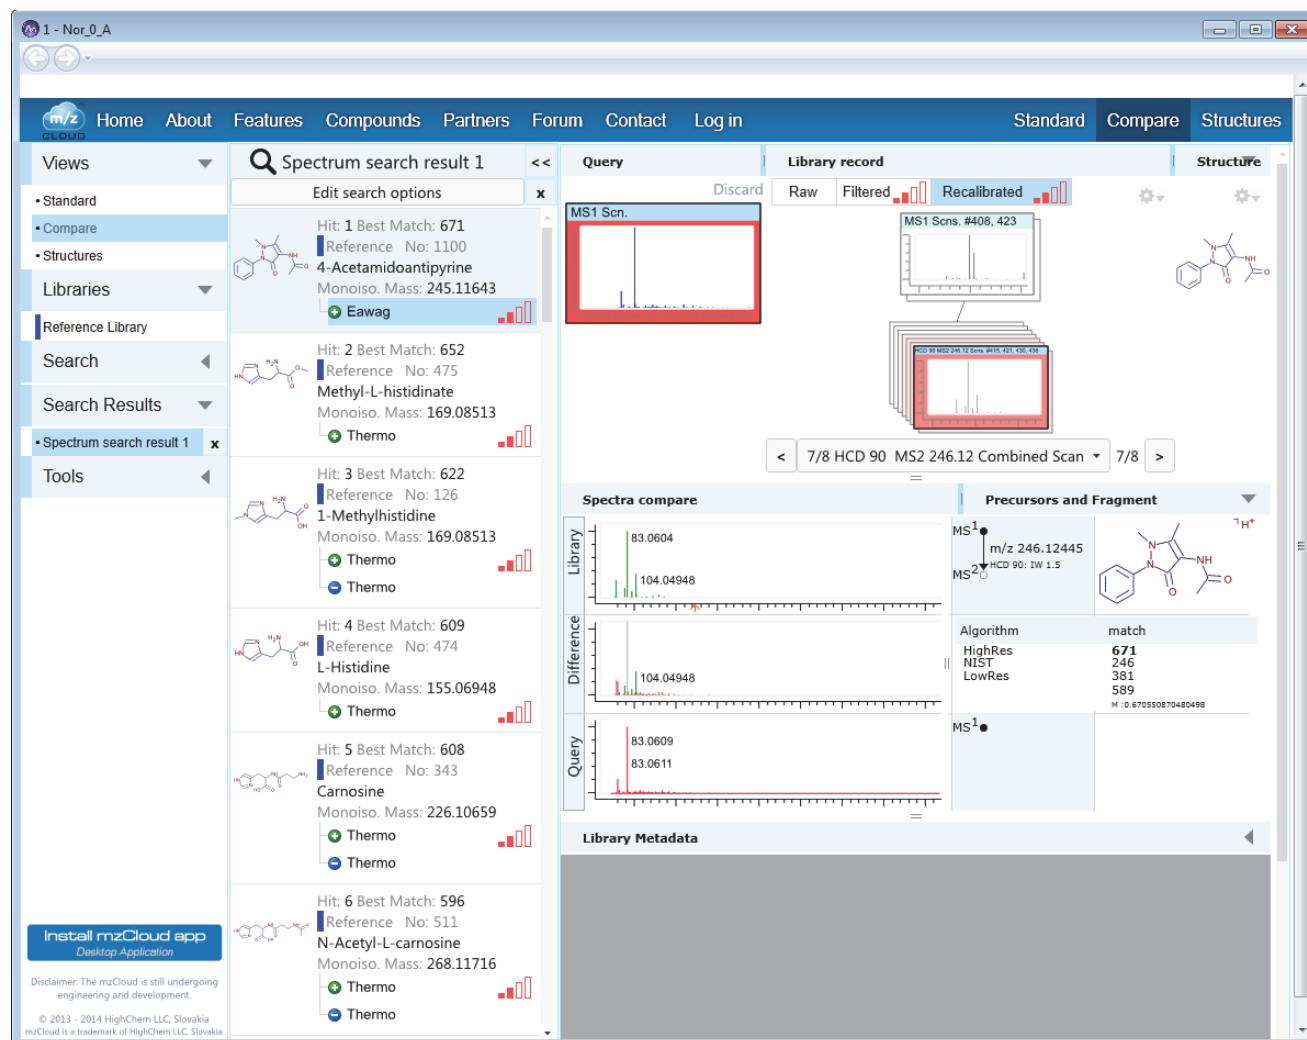 1 - Nor_0_A
m/z CLOUD Home About Features Compounds Partners Forum Contact Log in Standard Compare Structures
Views
• Standard
• Compare
• Structures
Libraries
Reference Library
Search
Search Results
• Spectrum search result 1 x
Tools
Install mzCloud app
Desktop Application
Disclaimer: The mzCloud is still undergoing
engineering and development.
© 2013 - 2014 HighChem LLC, Slovakia
mzCloud is a trademark of HighChem LLC, Slovakia
Spectrum search result 1 <<
Edit search options x
Hit: 1 Best Match: 671
Reference No: 1100
4-Acetamidoantipyrine
Monoiso. Mass: 245.11643
Eawag
Hit: 2 Best Match: 652
Reference No: 475
Methyl-L-histidinate
Monoiso. Mass: 169.08513
Thermo
Hit: 3 Best Match: 622
Reference No: 126
1-Methylhistidine
Monoiso. Mass: 169.08513
Thermo
Thermo
Hit: 4 Best Match: 609
Reference No: 474
L-Histidine
Monoiso. Mass: 155.06948
Thermo
Hit: 5 Best Match: 608
Reference No: 343
Carnosine
Monoiso. Mass: 226.10659
Thermo
Thermo
Hit: 6 Best Match: 596
Reference No: 511
N-Acetyl-L-carnosine
Monoiso. Mass: 268.11716
Thermo
Thermo
Query
Discard
MS1 Scn.
Library record
Raw Filtered Recalibrated
MS1 Scns. #408, 423
HCD 90 MS2 246.12 Scns. #415, 421, 430, 436
< 7/8 HCD 90 MS2 246.12 Combined Scan 7/8 >
Structure
Spectra compare
Library
83.0604
104.04948
Difference
104.04948
Query
83.0609
83.0611
Precursors and Fragment
MS1
m/z 246.12445
HCD 90: IW 1.5
MS2
H+
Algorithm match
HighRes 671
NIST 246
LowRes 381
589
M :0.670550870480498
MS1
Library Metadata